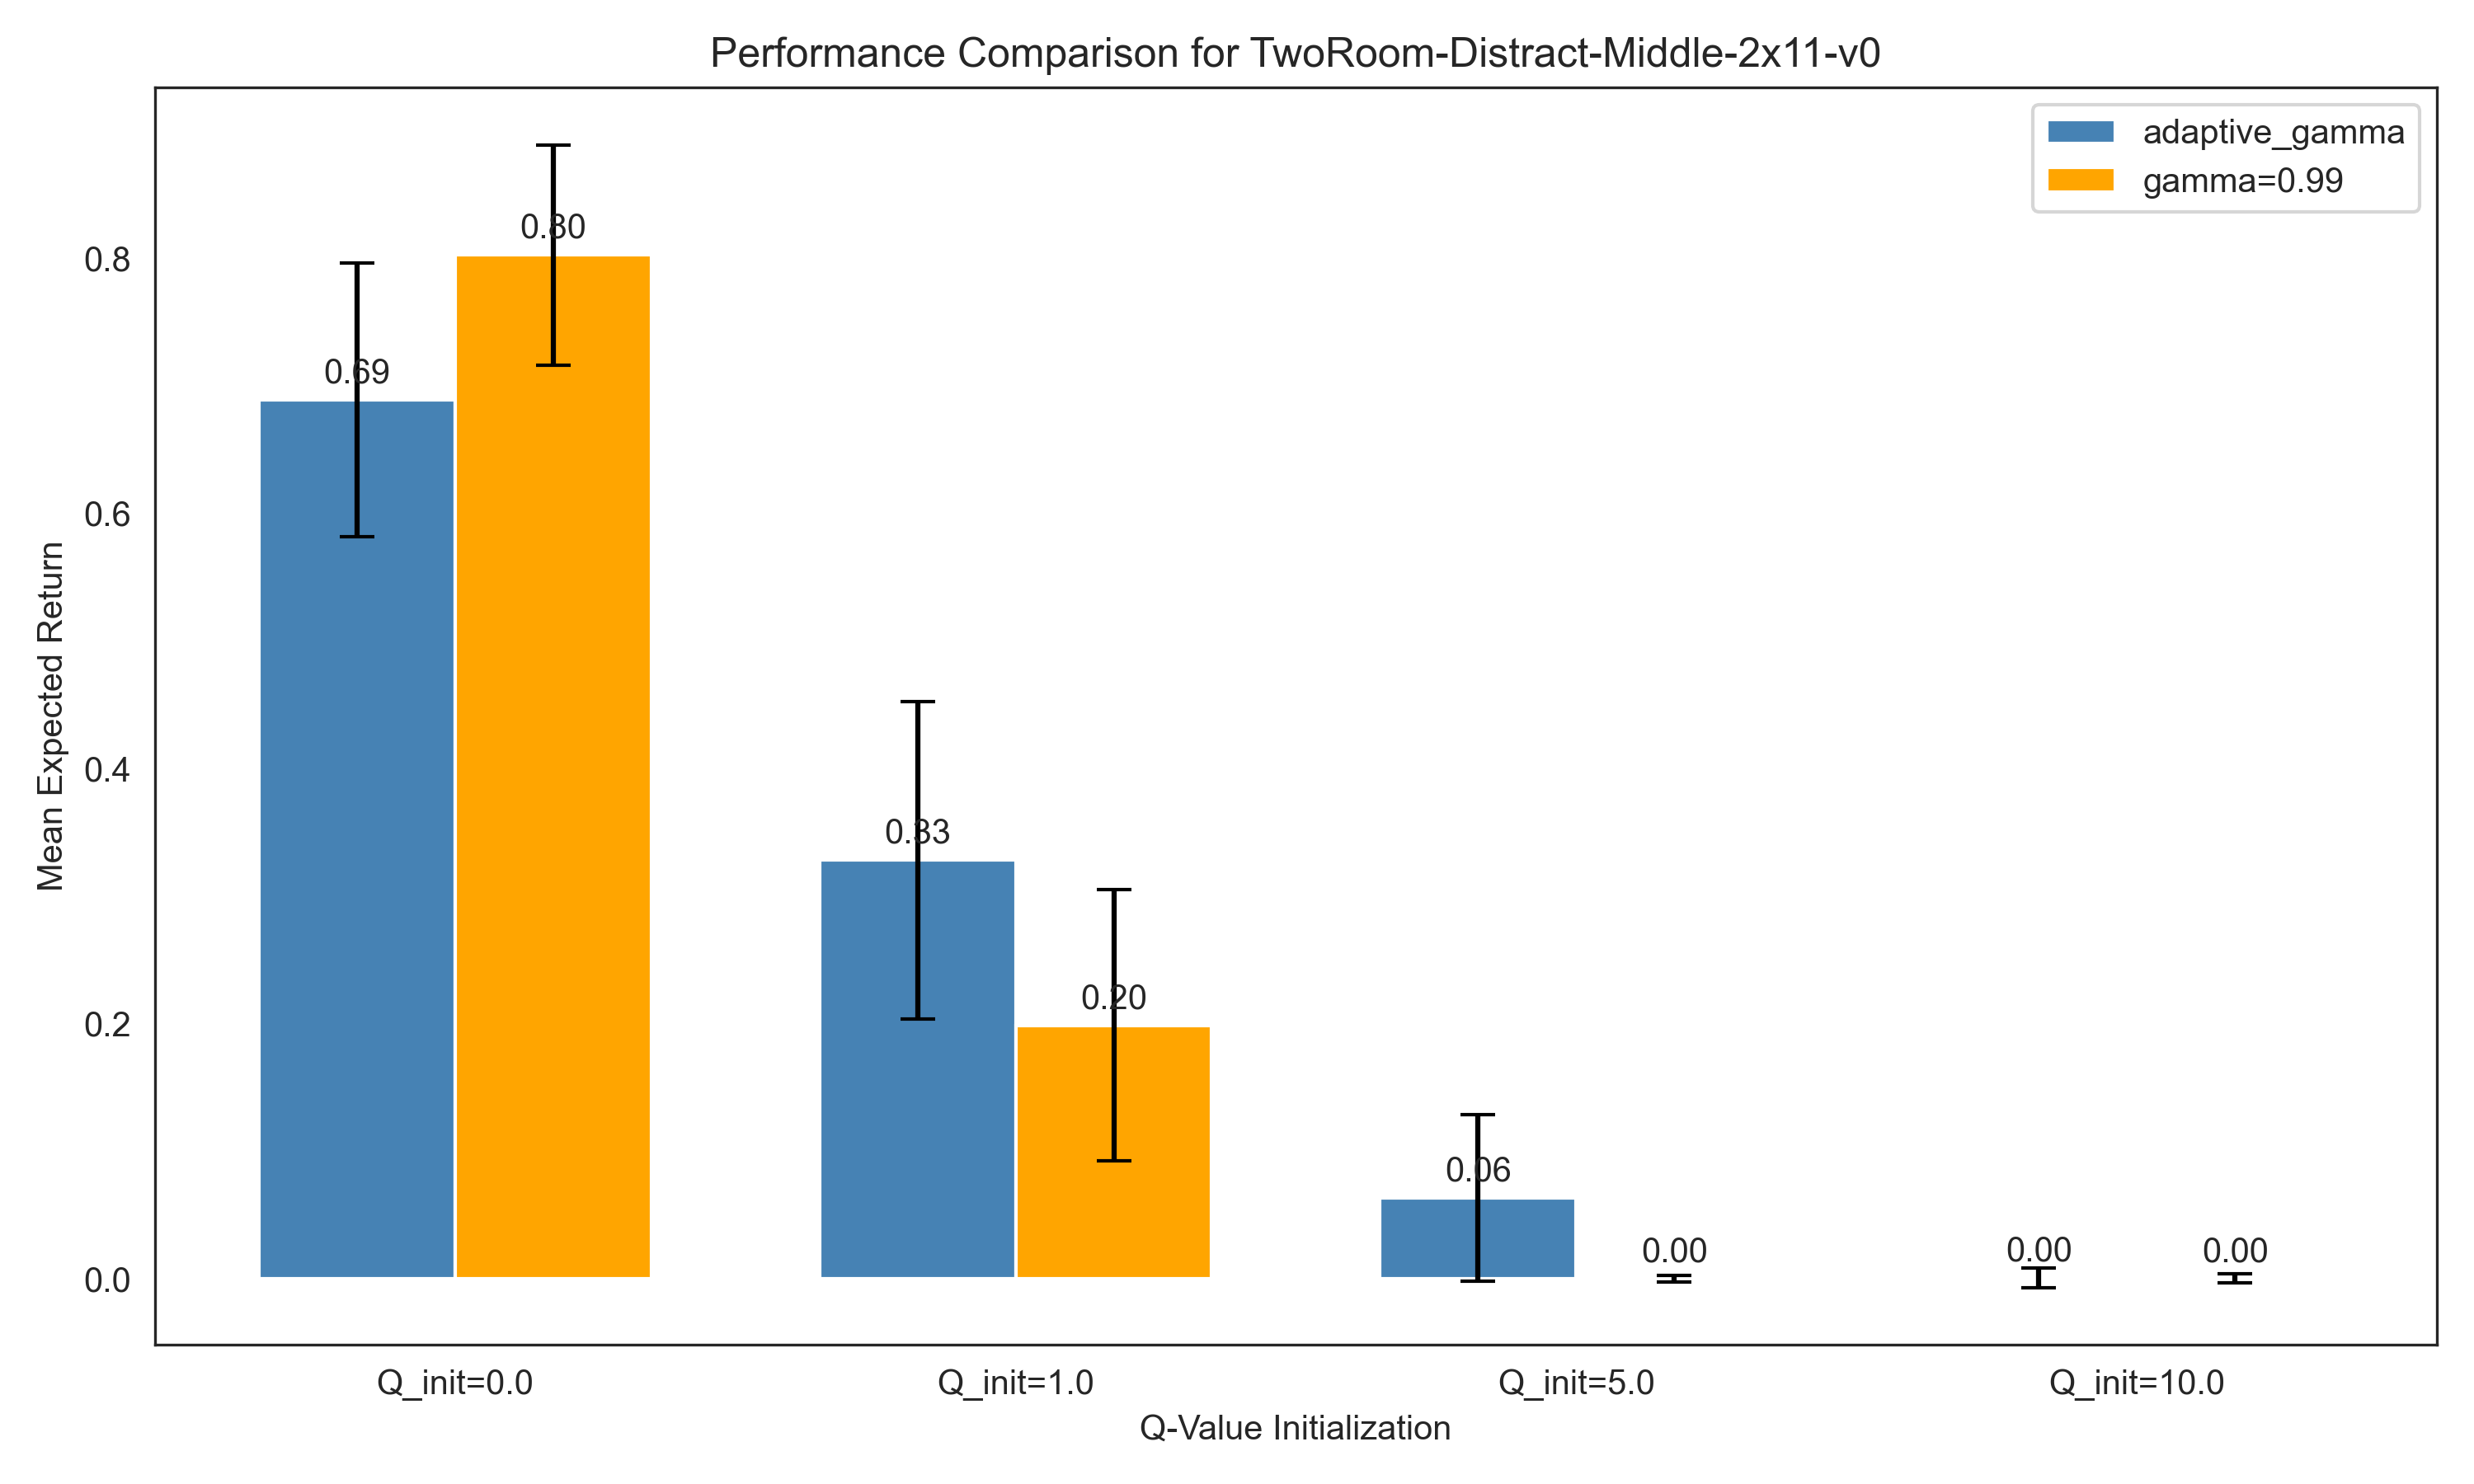 Performance Comparison for TwoRoom-Distract-Middle-2x11-v0
adaptive_gamma
gamma=0.99
Mean Expected Return
0.8
0.6
0.4
0.2
0.0
0.69
0.80
0.33
0.20
0.06
0.00
0.00
0.00
Q_init=0.0
Q_init=1.0
Q_init=5.0
Q_init=10.0
Q-Value Initialization